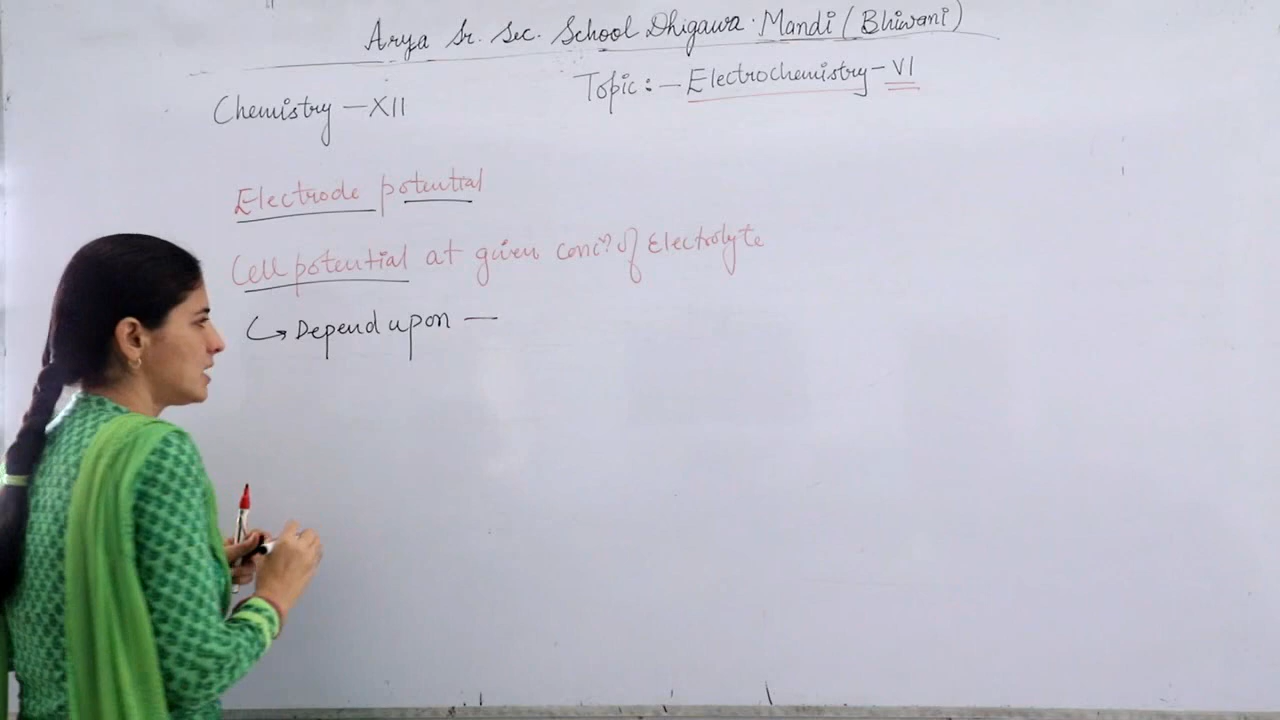 Arya Sr. Sec. School Dhigawa. Mandi (Bhiwani)
Chemistry – XII
Topic:– Electrochemistry – VI
Electrode potential
Cell potential at given concn of Electrolyte
↳ Depend upon –